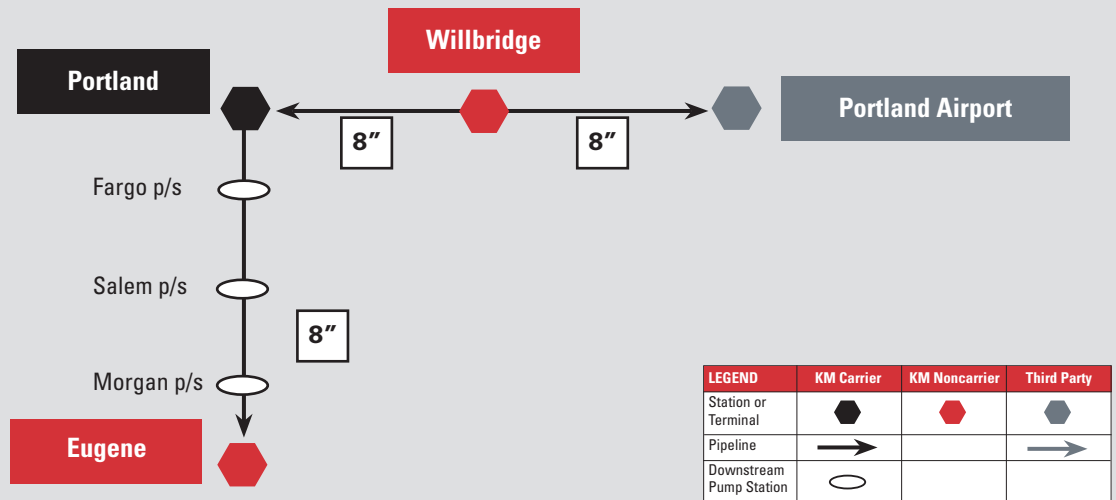 Willbridge
Portland
Portland Airport
8″
8″
Fargo p/s
Salem p/s
8″
Morgan p/s
Eugene
LEGEND KM Carrier KM Noncarrier Third Party
Station or
Terminal
Pipeline
Downstream
Pump Station